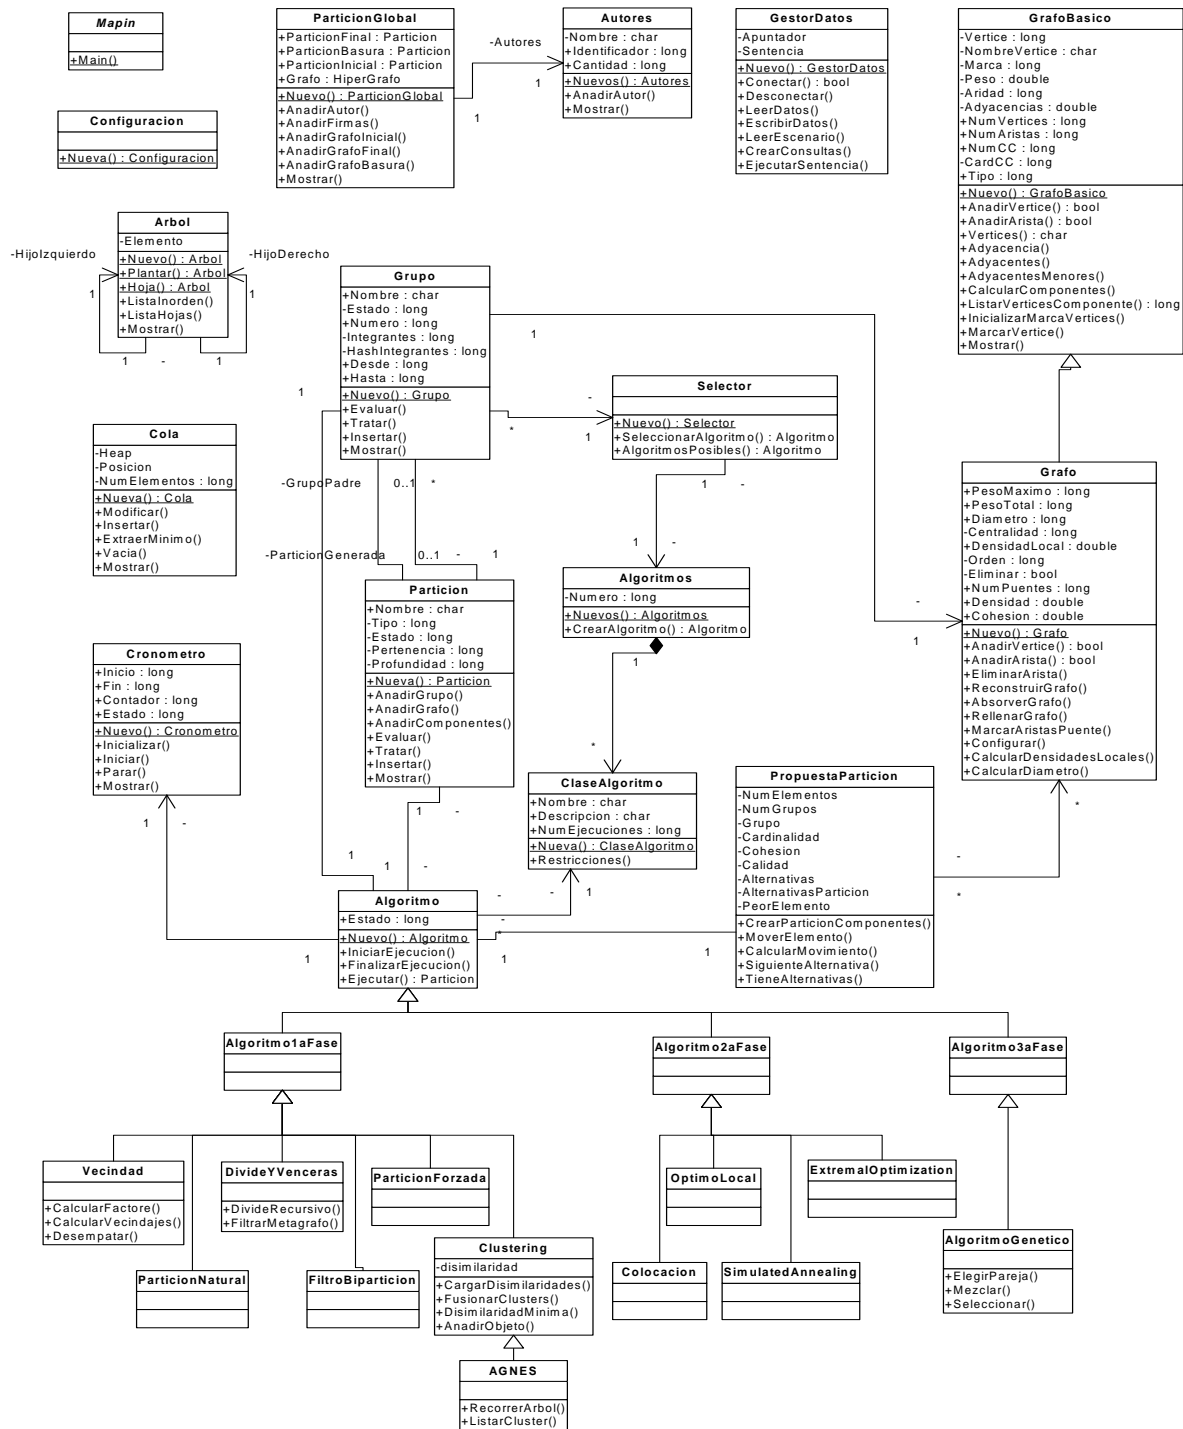 Mapin
+Main()
Configuracion
+Nueva() : Configuracion
ParticionGlobal
+ParticionFinal : Particion
+ParticionBasura : Particion
+ParticionInicial : Particion
+Grafo : HiperGrafo
+Nuevo() : ParticionGlobal
+AnadirAutor()
+AnadirFirmas()
+AnadirGrafoInicial()
+AnadirGrafoFinal()
+AnadirGrafoBasura()
+Mostrar()
-Autores
1
1
Autores
-Nombre : char
+Identificador : long
+Cantidad : long
+Nuevos() : Autores
+AnadirAutor()
+Mostrar()
GestorDatos
-Apuntador
-Sentencia
+Nuevo() : GestorDatos
+Conectar() : bool
+Desconectar()
+LeerDatos()
+EscribirDatos()
+LeerEscenario()
+CrearConsultas()
+EjecutarSentencia()
GrafoBasico
-Vertice : long
-NombreVertice : char
-Marca : long
-Peso : double
-Aridad : long
-Adyacencias : double
+NumVertices : long
+NumAristas : long
+NumCC : long
-CardCC : long
+Tipo : long
+Nuevo() : GrafoBasico
+AnadirVertice() : bool
+AnadirArista() : bool
+Vertices() : char
+Adyacencia()
+Adyacentes()
+AdyacentesMenores()
+CalcularComponentes()
+ListarVerticesComponente() : long
+InicializarMarcaVertices()
+MarcarVertice()
+Mostrar()
Arbol
-Elemento
+Nuevo() : Arbol
+Plantar() : Arbol
+Hoja() : Arbol
+ListaInorden()
+ListaHojas()
+Mostrar()
-HijoIzquierdo
-HijoDerecho
1
1
1
-
1
Grupo
+Nombre : char
-Estado : long
+Numero : long
-Integrantes : long
-HashIntegrantes : long
+Desde : long
+Hasta : long
+Nuevo() : Grupo
+Evaluar()
+Tratar()
+Insertar()
+Mostrar()
1
1
-
*
1
Selector
+Nuevo() : Selector
+SeleccionarAlgoritmo() : Algoritmo
+AlgoritmosPosibles() : Algoritmo
1
-
1
-
Cola
-Heap
-Posicion
-NumElementos : long
+Nueva() : Cola
+Modificar()
+Insertar()
+ExtraerMinimo()
+Vacia()
+Mostrar()
-GrupoPadre
0..1
*
-ParticionGenerada
0..1
-
1
Particion
+Nombre : char
-Tipo : long
-Estado : long
-Pertenencia : long
-Profundidad : long
+Nueva() : Particion
+AnadirGrupo()
+AnadirGrafo()
+AnadirComponentes()
+Evaluar()
+Tratar()
+Insertar()
+Mostrar()
1
-
1
1
-
Algoritmos
-Numero : long
+Nuevos() : Algoritmos
+CrearAlgoritmo() : Algoritmo
1
*
Grafo
+PesoMaximo : long
+PesoTotal : long
+Diametro : long
-Centralidad : long
+DensidadLocal : double
-Orden : long
-Eliminar : bool
+NumPuentes : long
+Densidad : double
+Cohesion : double
+Nuevo() : Grafo
+AnadirVertice() : bool
+AnadirArista() : bool
+EliminarArista()
+ReconstruirGrafo()
+AbsorverGrafo()
+RellenarGrafo()
+MarcarAristasPuente()
+Configurar()
+CalcularDensidadesLocales()
+CalcularDiametro()
-
1
*
-
*
Cronometro
+Inicio : long
+Fin : long
+Contador : long
+Estado : long
+Nuevo() : Cronometro
+Inicializar()
+Iniciar()
+Parar()
+Mostrar()
1
-
1
ClaseAlgoritmo
+Nombre : char
+Descripcion : char
+NumEjecuciones : long
+Nueva() : ClaseAlgoritmo
+Restricciones()
-
-
1
-
*
1
1
PropuestaParticion
-NumElementos
-NumGrupos
-Grupo
-Cardinalidad
-Cohesion
-Calidad
-Alternativas
-AlternativasParticion
-PeorElemento
+CrearParticionComponentes()
+MoverElemento()
+CalcularMovimiento()
+SiguienteAlternativa()
+TieneAlternativas()
Algoritmo
+Estado : long
+Nuevo() : Algoritmo
+IniciarEjecucion()
+FinalizarEjecucion()
+Ejecutar() : Particion
Algoritmo1aFase
Algoritmo2aFase
Algoritmo3aFase
Vecindad
+CalcularFactore()
+CalcularVecindajes()
+Desempatar()
DivideYVenceras
+DivideRecursivo()
+FiltrarMetagrafo()
ParticionForzada
OptimoLocal
ExtremalOptimization
ParticionNatural
FiltroBiparticion
Clustering
-disimilaridad
+CargarDisimilaridades()
+FusionarClusters()
+DisimilaridadMinima()
+AnadirObjeto()
Colocacion
SimulatedAnnealing
AlgoritmoGenetico
+ElegirPareja()
+Mezclar()
+Seleccionar()
AGNES
+RecorrerArbol()
+ListarCluster()